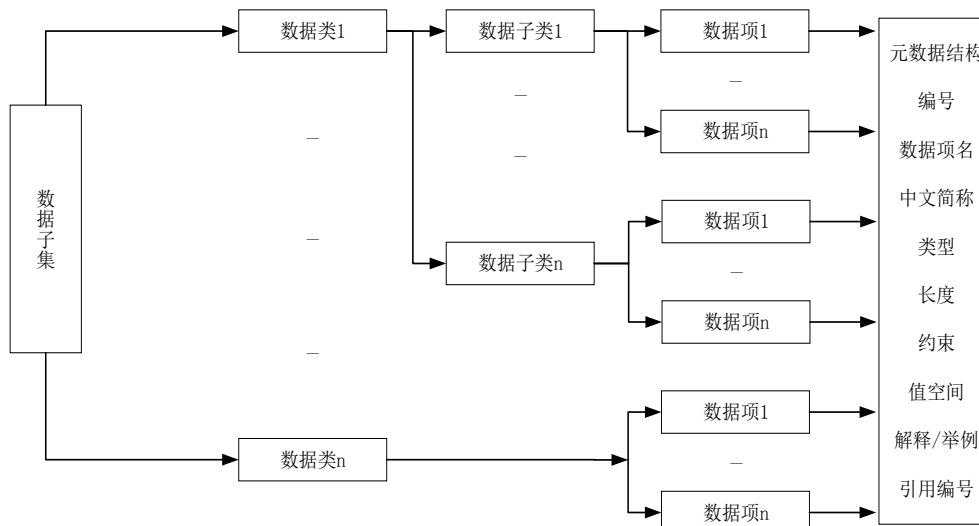 数据子集
数据类1
数据类n
数据子类1
数据子类n
数据项1
数据项n
数据项1
数据项n
数据项1
数据项n
元数据结构
编号
数据项名
中文简称
类型
长度
约束
值空间
解释/举例
引用编号